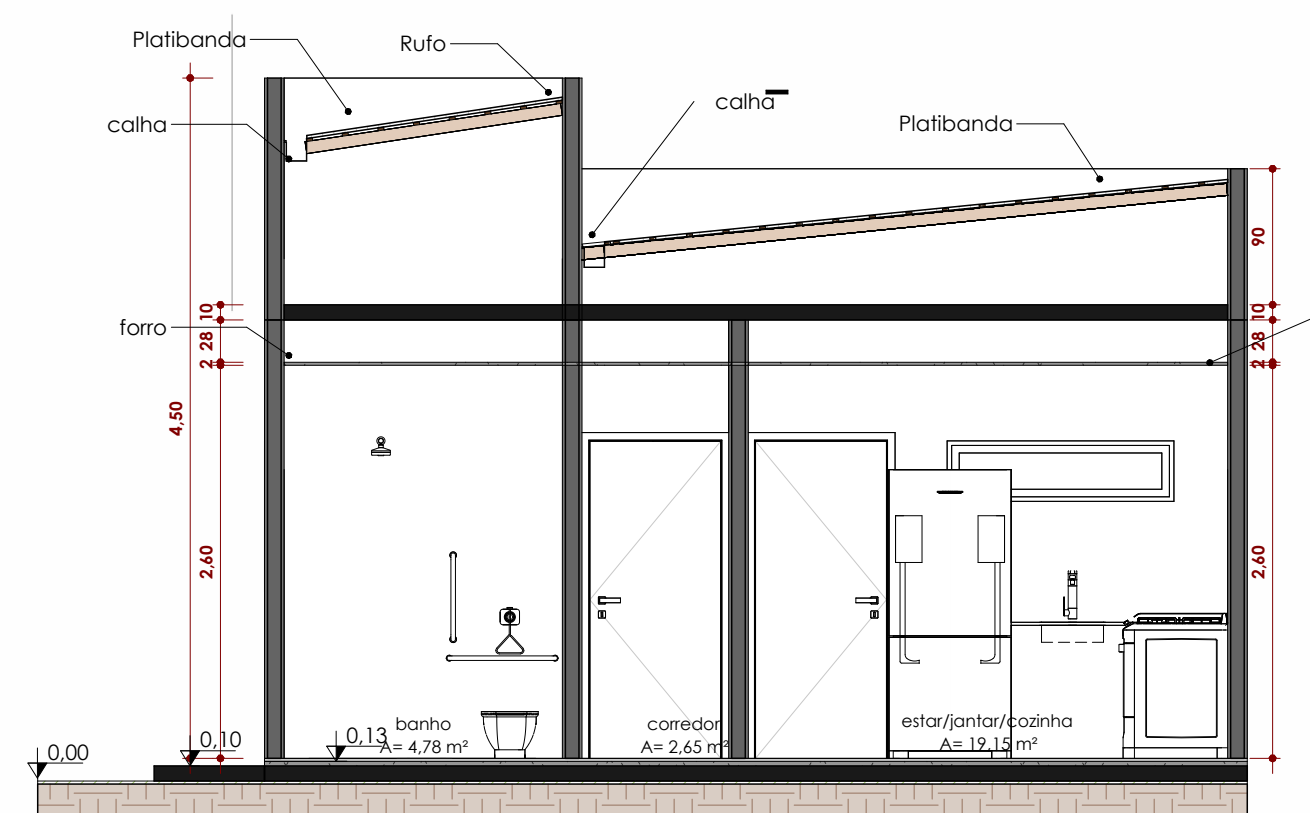 Platibanda
Rufo
calha
calha
Platibanda
forro
10
28
2
4,50
2,60
90
10
28
2
2,60
banho
A= 4,78 m²
corredor
A= 2,65 m²
estar/jantar/cozinha
A= 19,15 m²
0,00
0,10
0,13